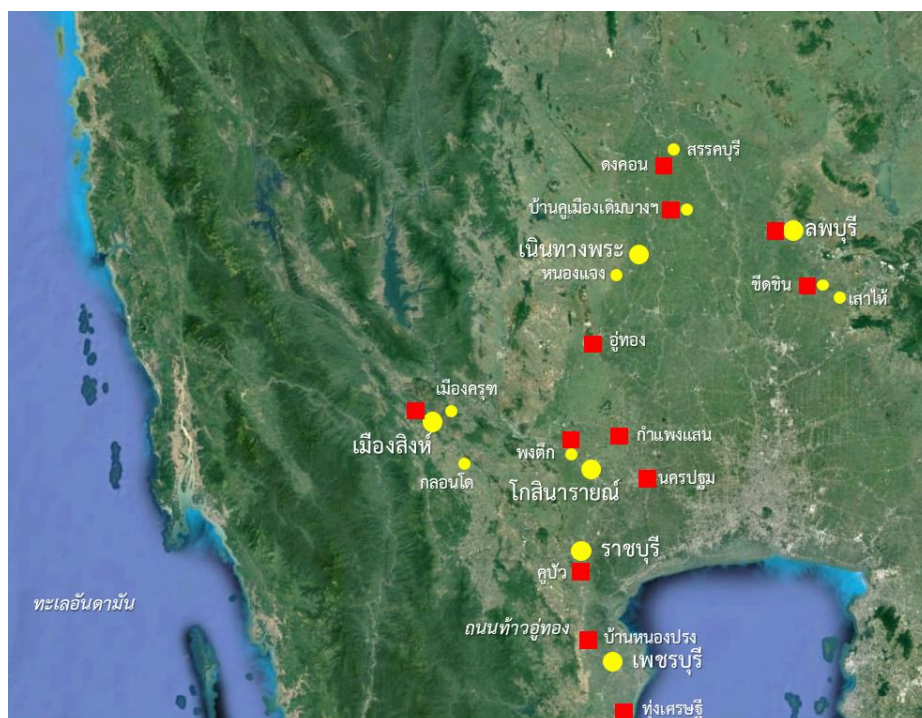 สรรคบุรี
ดงคอน
บ้านคูเมืองเดิมบางฯ
ลพบุรี
เนินทางพระ
หนองแจง
ขีดขิน
เสาไห้
อู่ทอง
เมืองครุฑ
เมืองสิงห์
กำแพงแสน
พงตึก
กลอนโด
นครปฐม
โกสินารายณ์
ราชบุรี
คูบัว
ทะเลอันดามัน
ถนนท้าวอู่ทอง
บ้านหนองปรง
เพชรบุรี
ทุ่งเศรษฐี